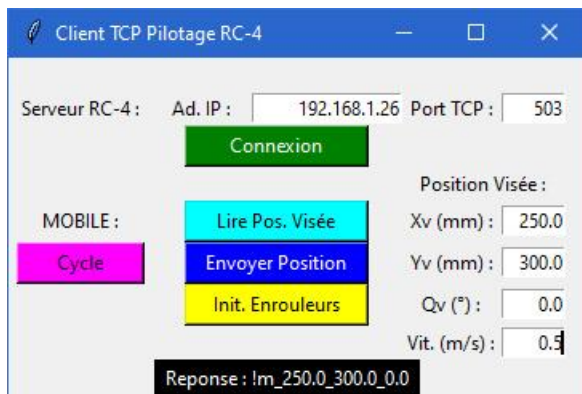 Client TCP Pilotage RC-4
Serveur RC-4 : Ad. IP : 192.168.1.26 Port TCP : 503
Connexion
Position Visée :
MOBILE : Lire Pos. Visée Xv (mm) : 250.0
Cycle Envoyer Position Yv (mm) : 300.0
Init. Enrouleurs Qv (°) : 0.0
Vit. (m/s) : 0.5
Reponse : !m_250.0_300.0_0.0